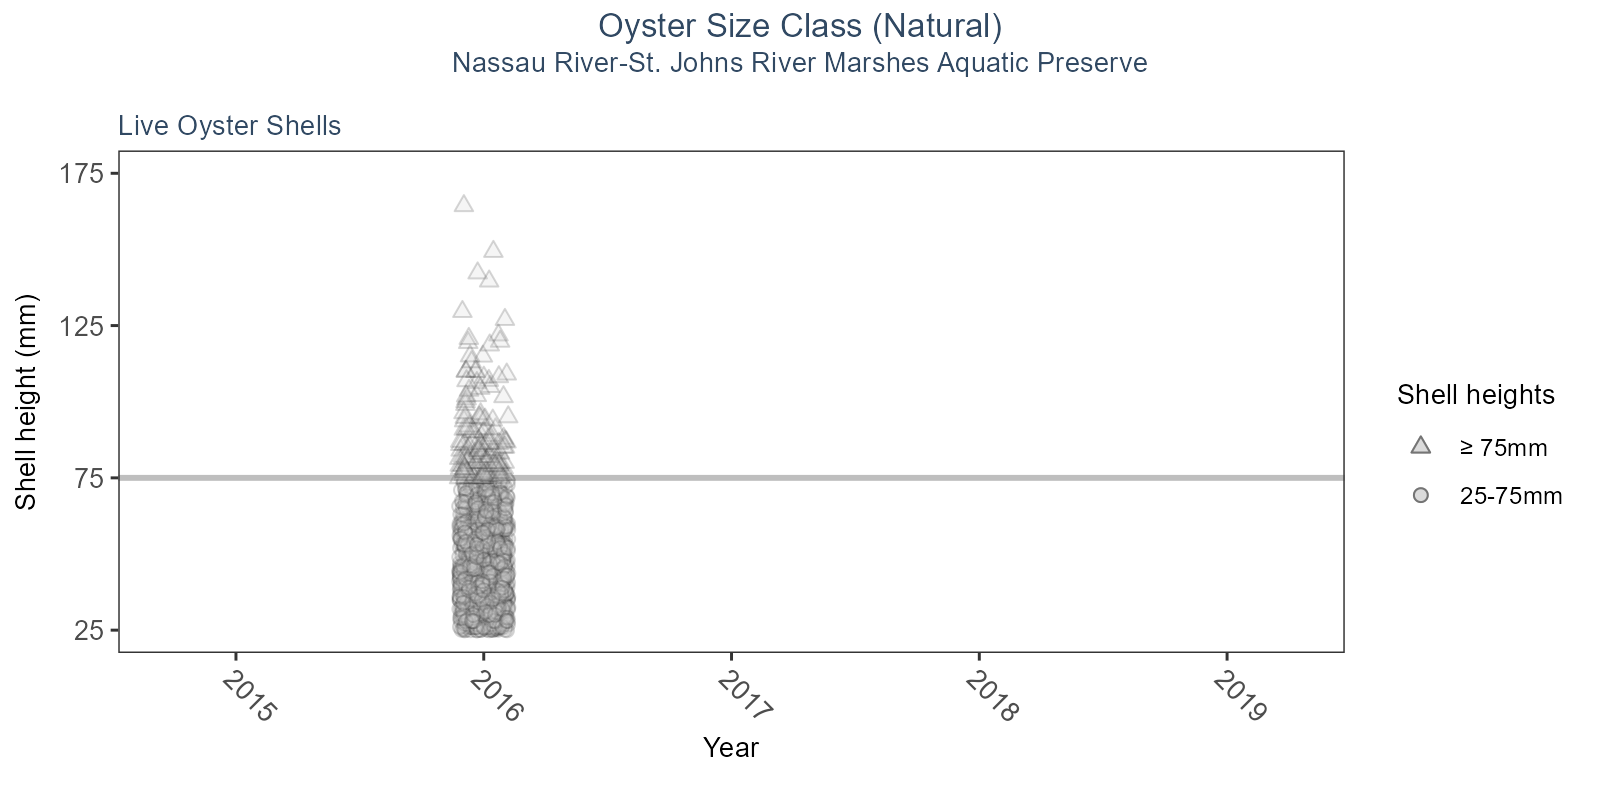 Oyster Size Class (Natural)
Nassau River-St. Johns River Marshes Aquatic Preserve
Live Oyster Shells
Shell height (mm)
175
125
75
25
2015
2016
2017
2018
2019
Year
Shell heights
≥ 75mm
25-75mm